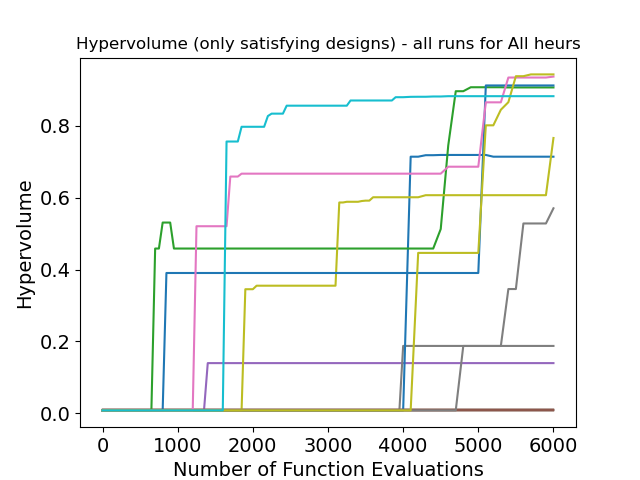 Hypervolume (only satisfying designs) - all runs for All heurs
Hypervolume
0.8
0.6
0.4
0.2
0.0
0 1000 2000 3000 4000 5000 6000
Number of Function Evaluations